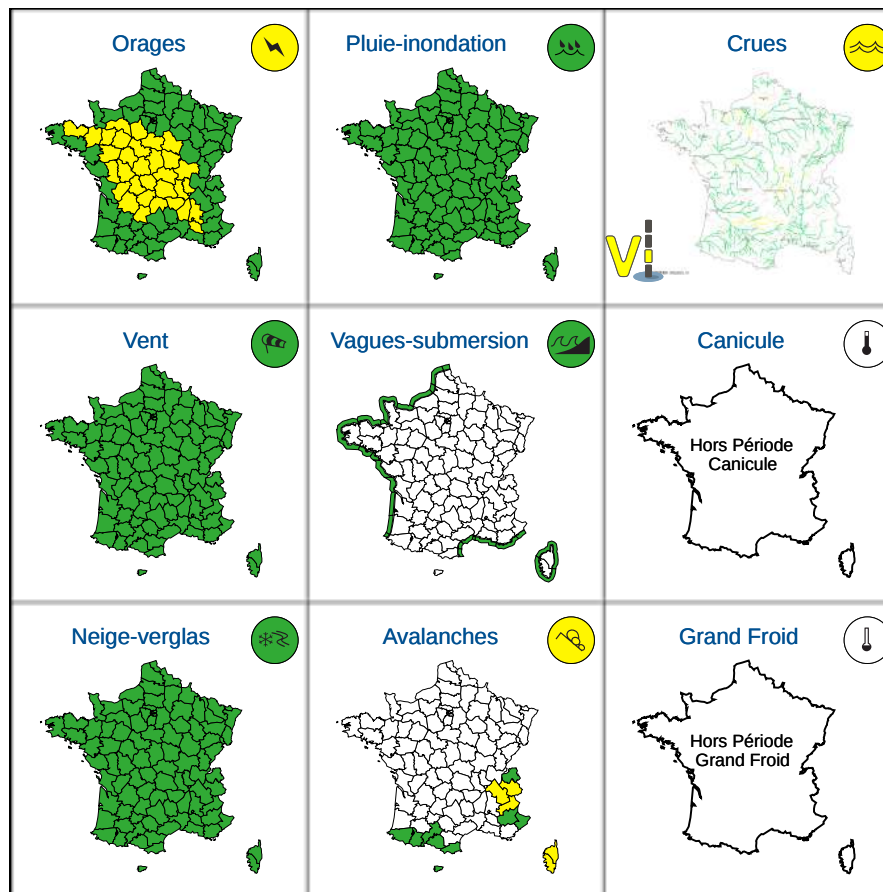 Orages
Pluie-inondation
Crues
Vi
Vent
Vagues-submersion
Canicule
Hors Période
Canicule
Neige-verglas
Avalanches
Grand Froid
Hors Période
Grand Froid